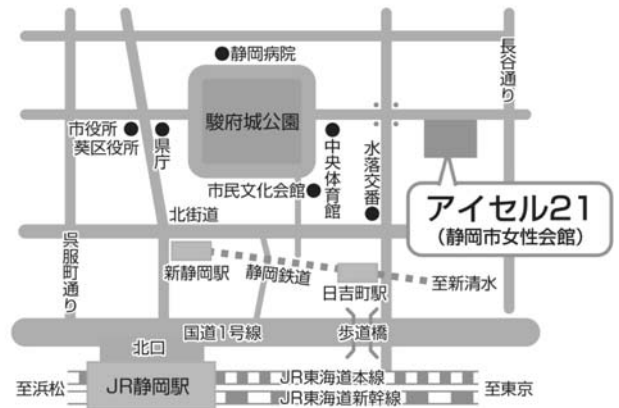 静岡病院
長谷通り
駿府城公園
市役所
葵区役所
県庁
中央体育館
水落交番
市民文化会館
アイセル21
(静岡市女性会館)
北街道
呉服町通り
新静岡駅
静岡鉄道
日吉町駅
至新清水
国道1号線
歩道橋
北口
至浜松
JR静岡駅
JR東海道本線
JR東海道新幹線
至東京